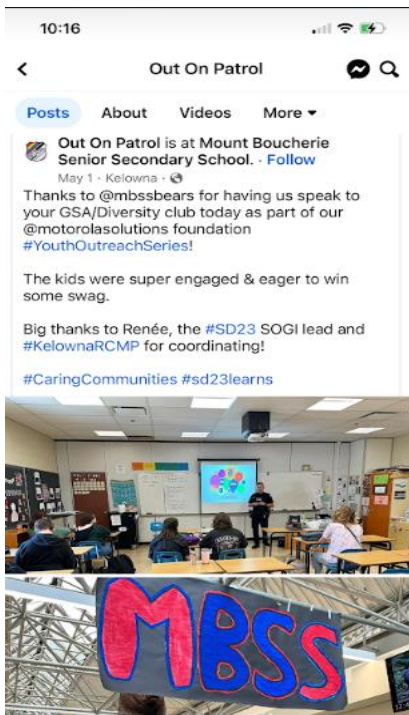 10:16
Out On Patrol
Posts About Videos More
Out On Patrol is at Mount Boucherie
Senior Secondary School. · Follow
May 1 · Kelowna ·
Thanks to @mbssbears for having us speak to
your GSA/Diversity club today as part of our
@motorolasolutions foundation
#YouthOutreachSeries!
The kids were super engaged & eager to win
some swag.
Big thanks to Renée, the #SD23 SOGI lead and
#KelownaRCMP for coordinating!
#CaringCommunities #sd23learns
MBSS